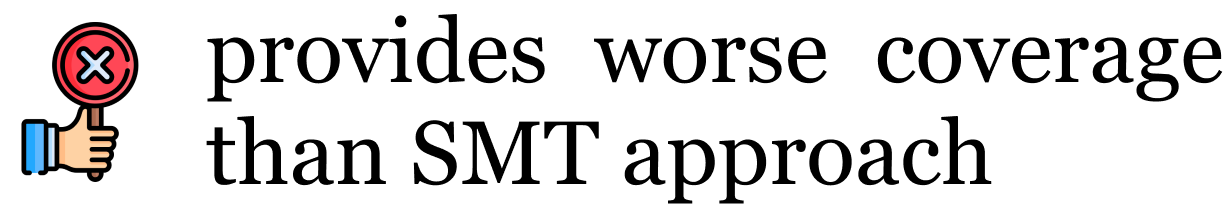 provides worse coverage
than SMT approach